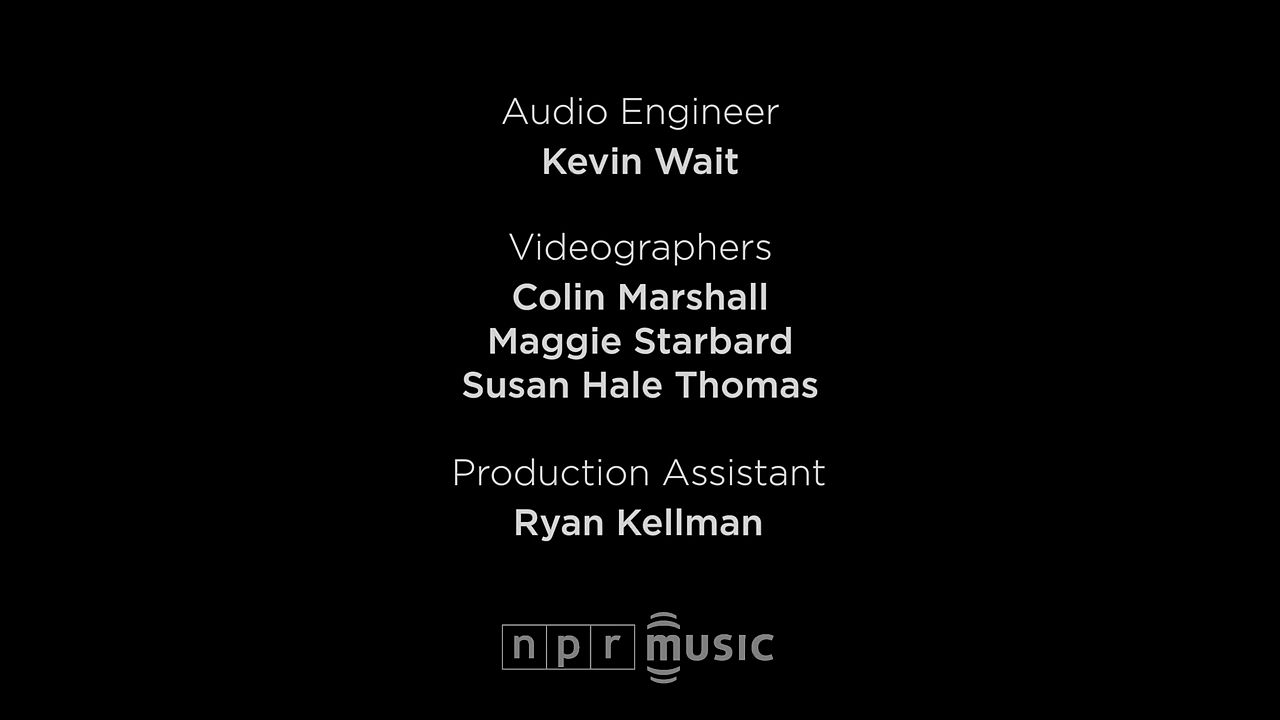 Audio Engineer
Kevin Wait
Videographers
Colin Marshall
Maggie Starbard
Susan Hale Thomas
Production Assistant
Ryan Kellman
npr music